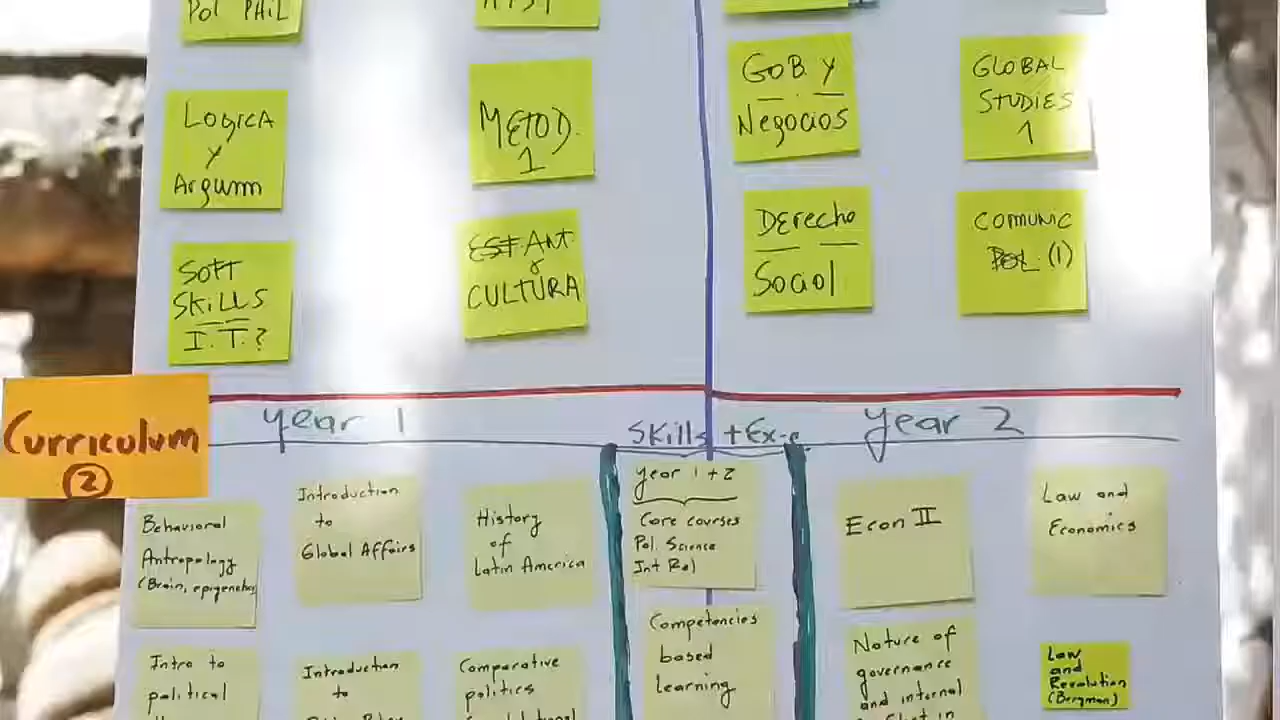 Pol PHiL
GOB. Y
Negocios
GLOBAL
STUDIES
1
LOGICA
y
Argum
METOD.
1
DErecho
Social
COMUNIC
POL. (1)
SOFT
SKiLLS
I.T.?
EST. ANT.
y
CULTURA
Curriculum
2
year 1
Skills + Ex-e
year 2
Behavioral
Antropology
(Brain, epigenetics)
Introduction
to
Global Affairs
History
of
Latin America
year 1 + 2
Core courses
Pol. Science
Int Rel
Econ II
Law and
Economics
Intro to
political
Introduction
to
Comparative
politics
Competencies
based
Learning
Nature of
governance
and internal
in
Law
and
Revolution
(Bergman)